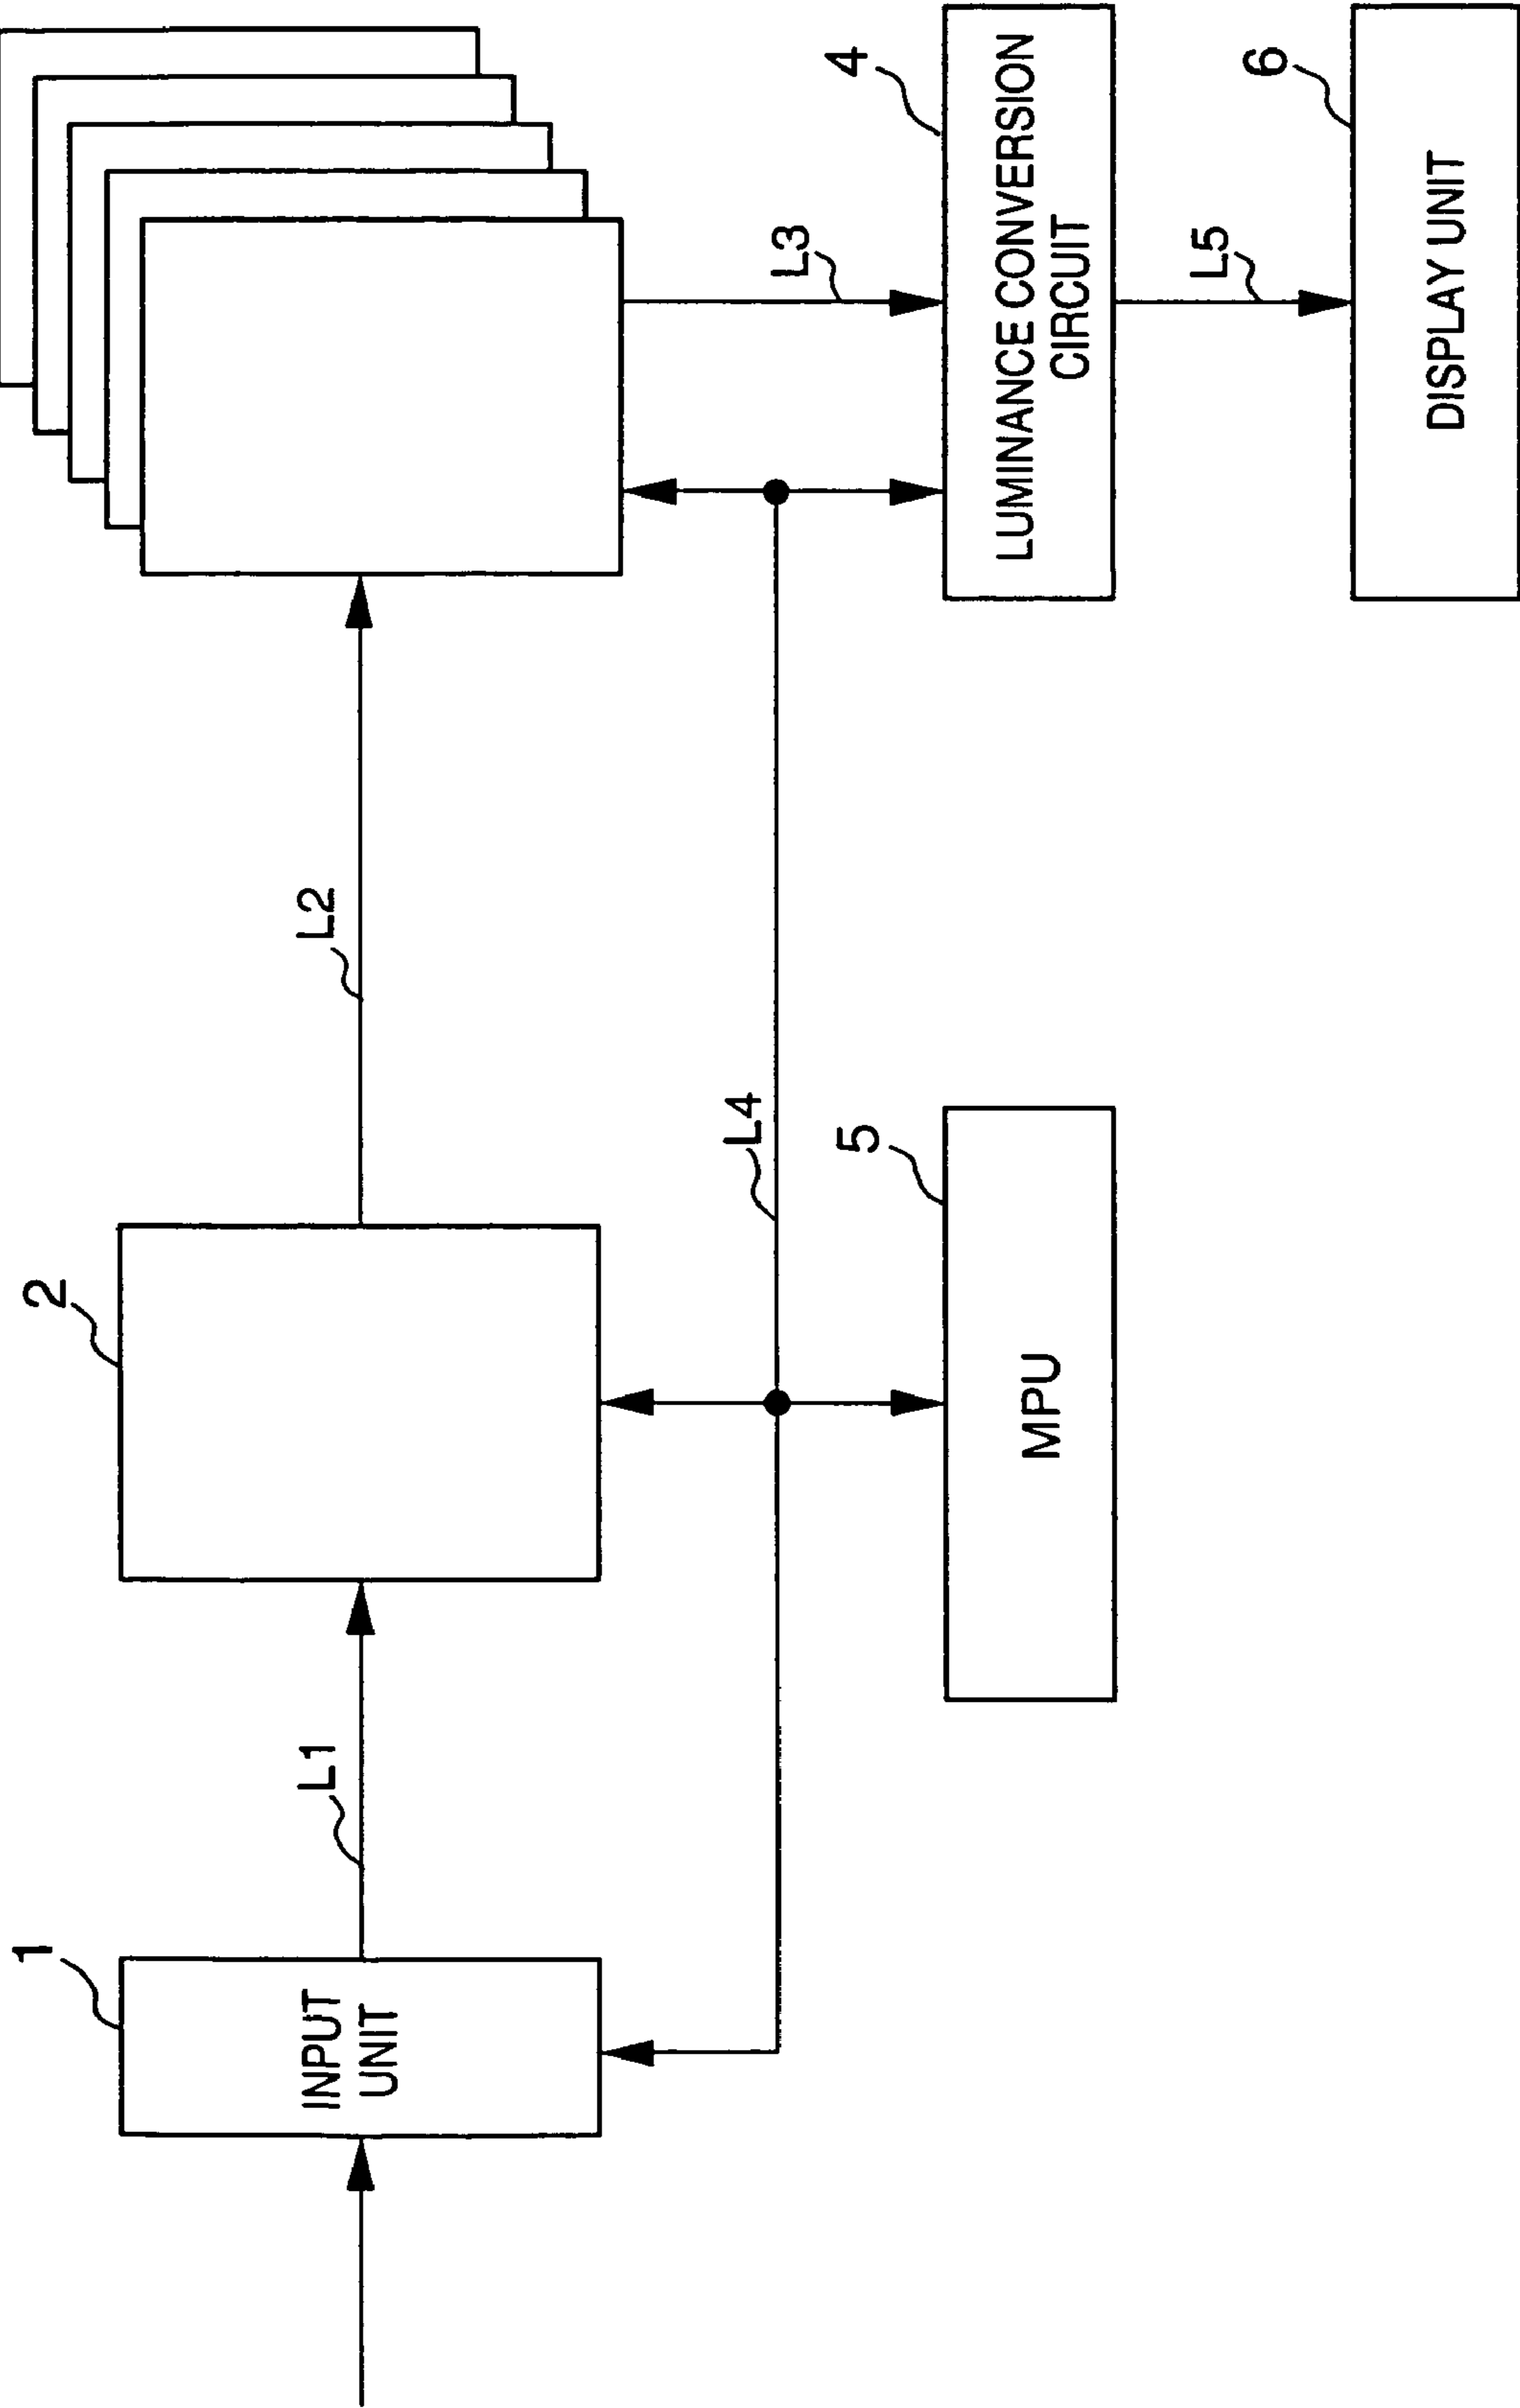 1
INPUT
UNIT
L1
2
L2
L4
5
MPU
L3
4
LUMINANCE CONVERSION
CIRCUIT
L5
6
DISPLAY UNIT